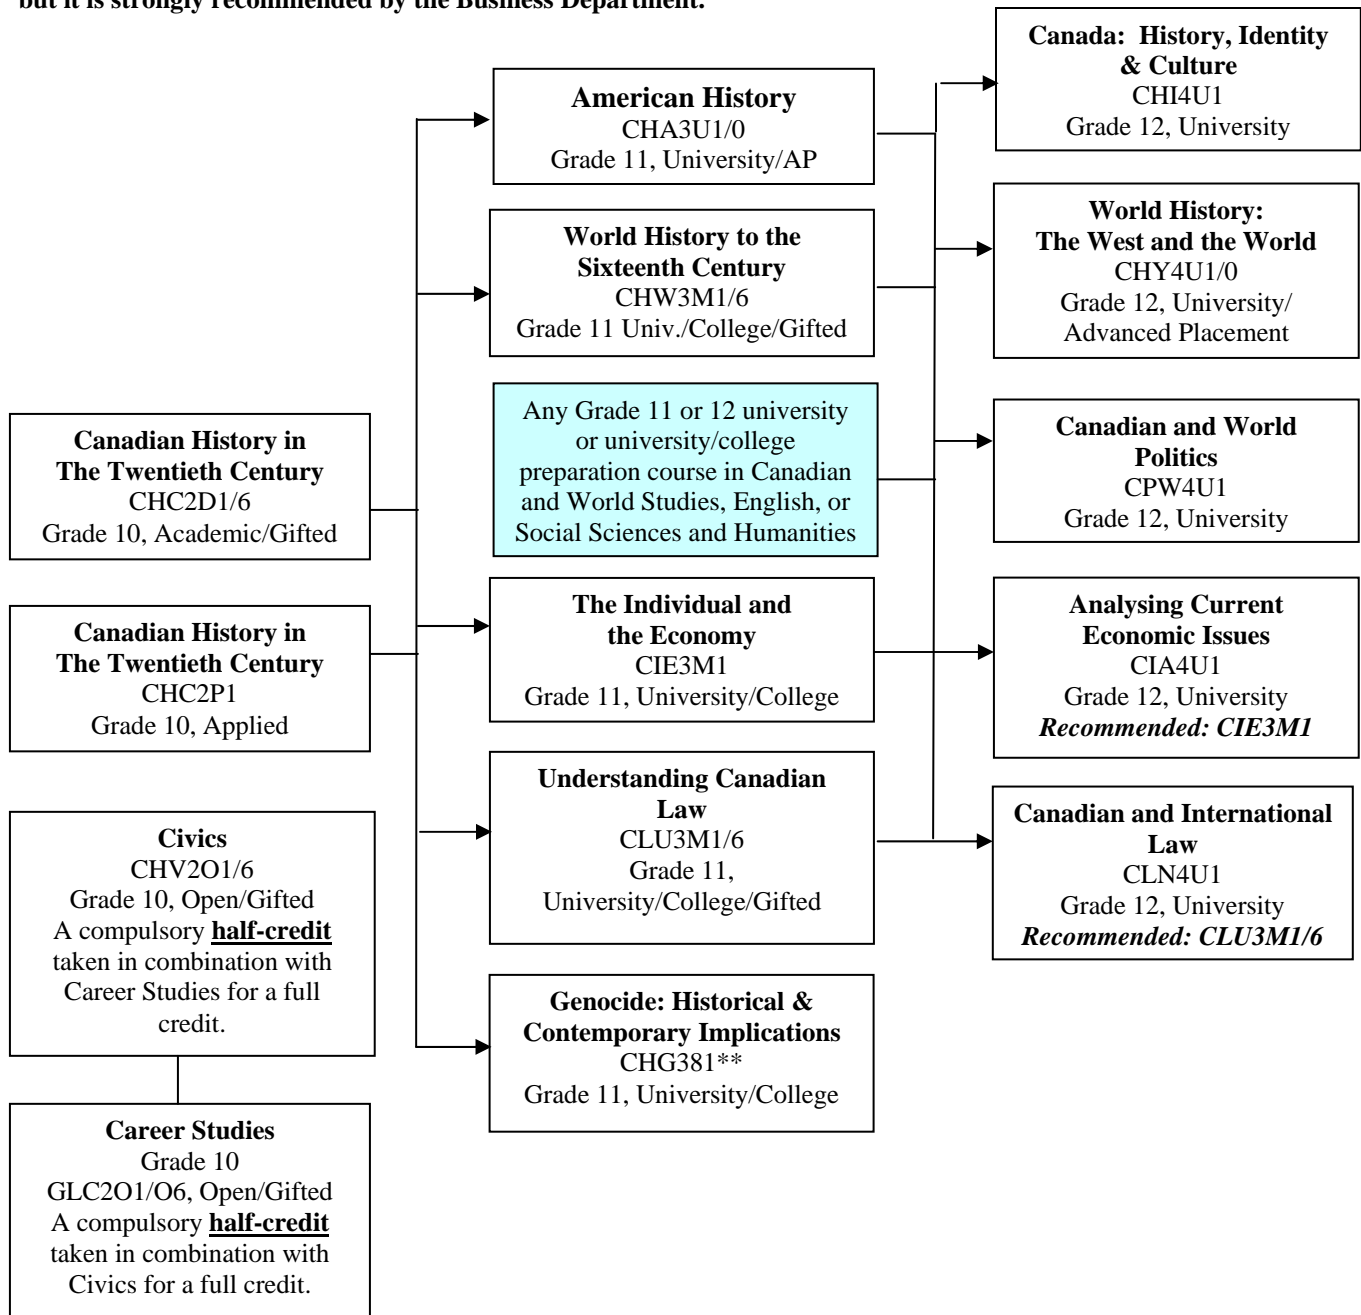 but it is strongly recommended by the Business Department.
Canadian History in
The Twentieth Century
CHC2D1/6
Grade 10, Academic/Gifted
Canadian History in
The Twentieth Century
CHC2P1
Grade 10, Applied
Civics
CHV2O1/6
Grade 10, Open/Gifted
A compulsory half-credit
taken in combination with
Career Studies for a full
credit.
Career Studies
Grade 10
GLC2O1/O6, Open/Gifted
A compulsory half-credit
taken in combination with
Civics for a full credit.
American History
CHA3U1/0
Grade 11, University/AP
World History to the
Sixteenth Century
CHW3M1/6
Grade 11 Univ./College/Gifted
Any Grade 11 or 12 university
or university/college
preparation course in Canadian
and World Studies, English, or
Social Sciences and Humanities
The Individual and
the Economy
CIE3M1
Grade 11, University/College
Understanding Canadian
Law
CLU3M1/6
Grade 11,
University/College/Gifted
Genocide: Historical &
Contemporary Implications
CHG381**
Grade 11, University/College
Canada: History, Identity
& Culture
CHI4U1
Grade 12, University
World History:
The West and the World
CHY4U1/0
Grade 12, University/
Advanced Placement
Canadian and World
Politics
CPW4U1
Grade 12, University
Analysing Current
Economic Issues
CIA4U1
Grade 12, University
Recommended: CIE3M1
Canadian and International
Law
CLN4U1
Grade 12, University
Recommended: CLU3M1/6